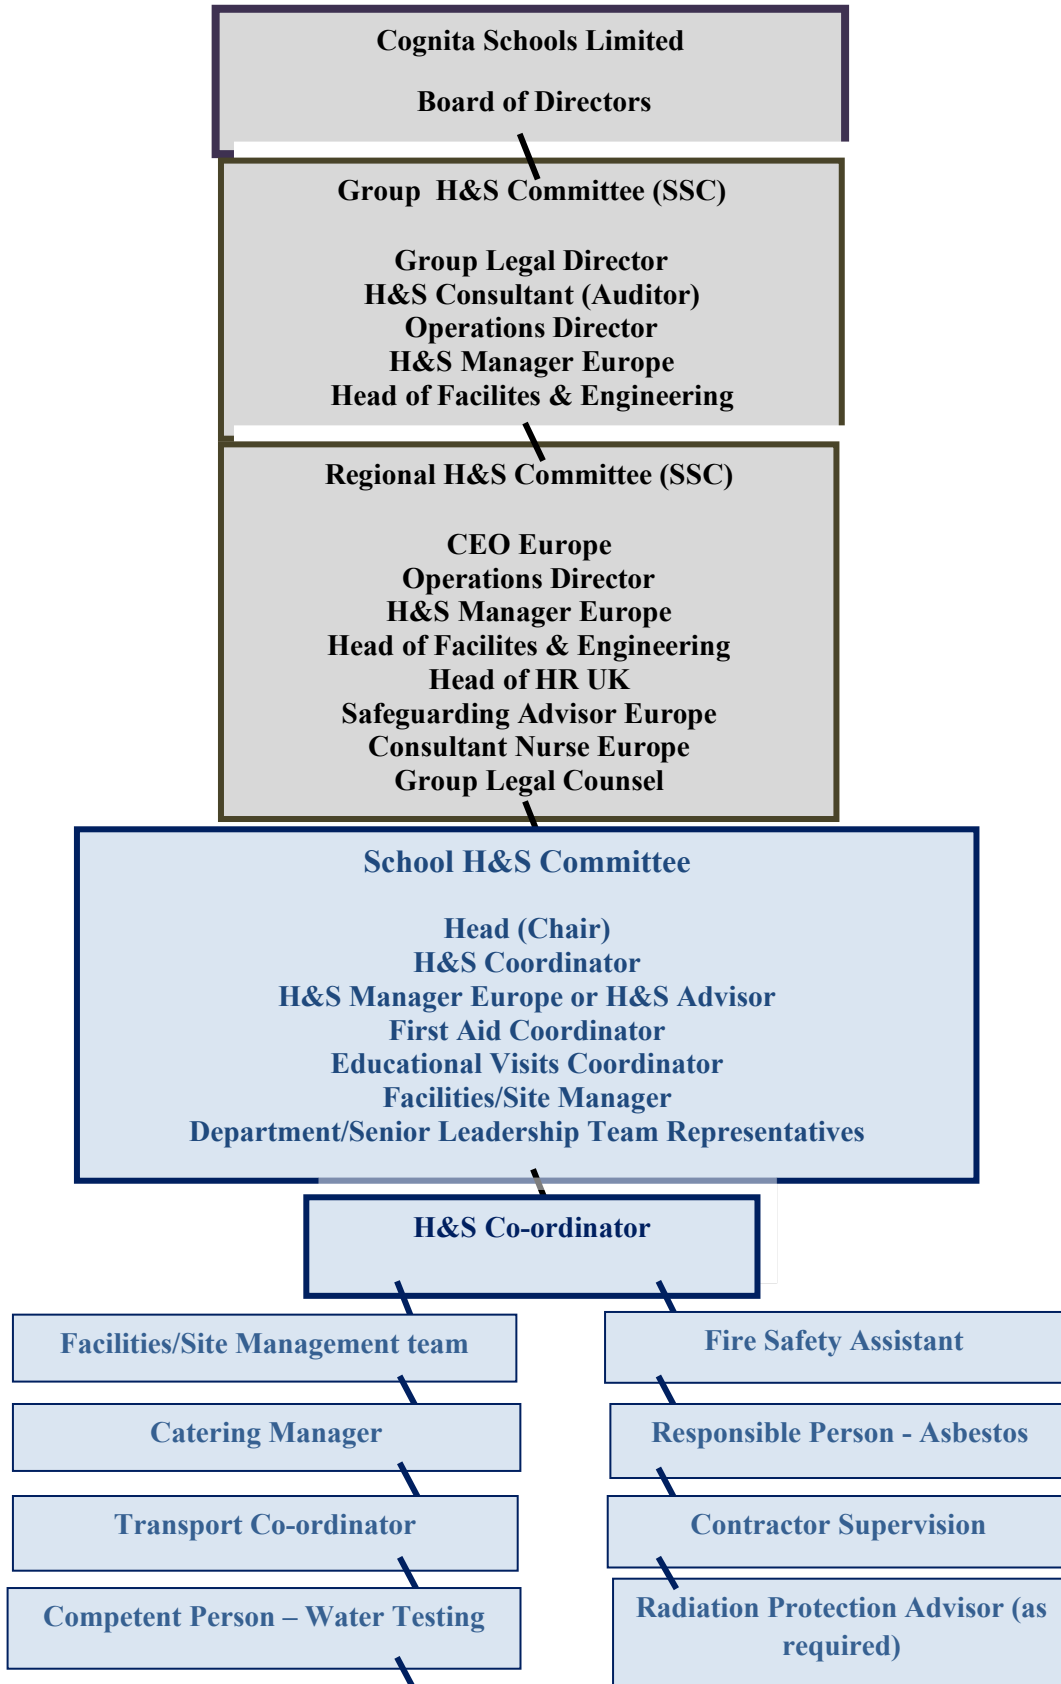 Cognita Schools Limited
Board of Directors
Group H&S Committee (SSC)
Group Legal Director
H&S Consultant (Auditor)
Operations Director
H&S Manager Europe
Head of Facilites & Engineering
Regional H&S Committee (SSC)
CEO Europe
Operations Director
H&S Manager Europe
Head of Facilites & Engineering
Head of HR UK
Safeguarding Advisor Europe
Consultant Nurse Europe
Group Legal Counsel
School H&S Committee
Head (Chair)
H&S Coordinator
H&S Manager Europe or H&S Advisor
First Aid Coordinator
Educational Visits Coordinator
Facilities/Site Manager
Department/Senior Leadership Team Representatives
H&S Co-ordinator
Facilities/Site Management team
Fire Safety Assistant
Catering Manager
Responsible Person - Asbestos
Transport Co-ordinator
Contractor Supervision
Competent Person – Water Testing
Radiation Protection Advisor (as
required)